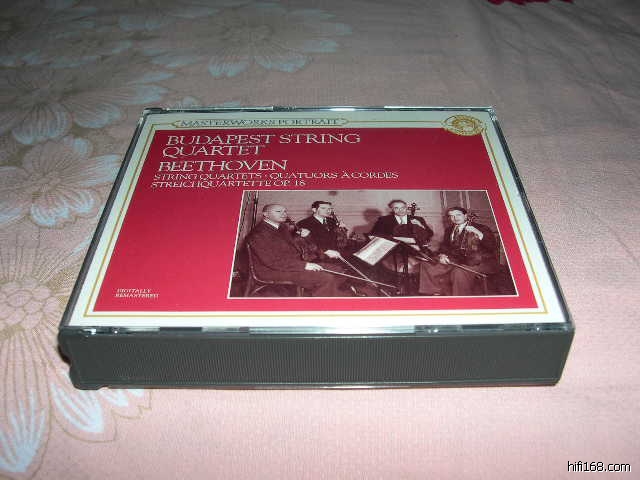 MASTERWORKS PORTRAIT
BUDAPEST STRING
QUARTET
BEETHOVEN
STRING QUARTETS · QUATUORS À CORDES
STREICHQUARTETTE OP. 18
DIGITALLY
REMASTERED
hifi168.com